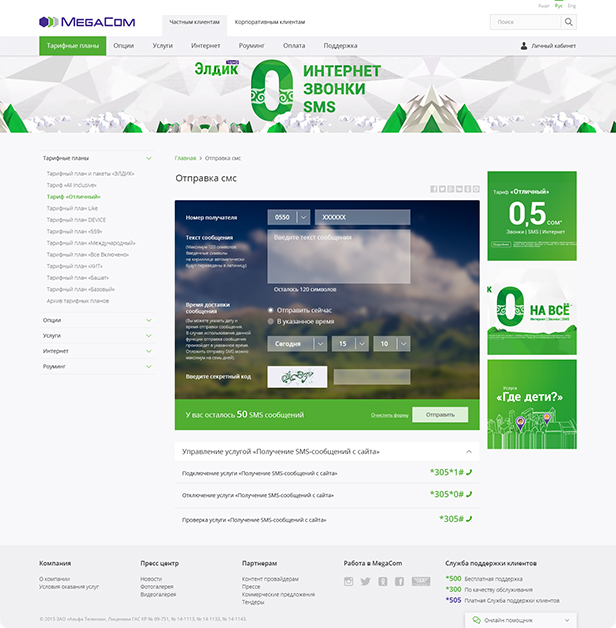 Кырг Рус Eng
MEGACOM
Частным клиентам Корпоративным клиентам
Поиск
Тарифные планы Опции Услуги Интернет Роуминг Оплата Поддержка Личный кабинет
Элдик 0 ИНТЕРНЕТ
ЗВОНКИ
SMS
Тарифные планы
Тарифный план и пакеты «ЭЛДИК»
Тариф «All inclusive»
Тариф «Отличный»
Тарифный план Like
Тарифный план DEVICE
Тарифный план «559»
Тарифный план «Международный»
Тарифный план «Все Включено»
Тарифный план «ХИТ»
Тарифный план «Башат»
Тарифный план «Базовый»
Архив тарифных планов
Опции
Услуги
Интернет
Роуминг
Главная > Отправка смс
Отправка смс
Номер получателя 0550 XXXXXX
Текст сообщения Введите текст сообщения
(Максимум 120 символов.
Введенные символы
на кириллице автоматически
будут переведены в латиницу)
Осталось 120 символов
Время доставки
сообщения
Отправить сейчас
В указанное время
(Вы можете указать дату и
время отправки сообщения.
В случае использования данной
функции отправка сообщения
произойдет в указанное время.
Отложить отправку SMS можно
максимум на семь дней)
Сегодня 15 10
Введите секретный код
У вас осталось 50 SMS сообщений Очистить форму Отправить
Управление услугой «Получение SMS-сообщений с сайта»
Подключение услуги «Получение SMS-сообщений с сайта» *305*1#
Отключение услуги «Получение SMS-сообщений с сайта» *305*0#
Проверка услуги «Получение SMS-сообщений с сайта» *305#
Тариф «ОТЛИЧНЫЙ»
0,5 СОМ*
Звонки | SMS | Интернет
0 НА ВСЁ
Интернет | Звонки | SMS
Услуга
«Где дети?»
Компания
О компании
Условия оказания услуг
Пресс центр
Новости
Фотогалерея
Видеогалерея
Партнерам
Контент провайдерам
Прессе
Коммерческие предложения
Тендеры
Работа в MegaCom
Служба поддержки клиентов
*500 Бесплатная поддержка
*300 По качеству обслуживания
*505 Платная Служба поддержки клиентов
© 2015 ЗАО «Альфа Телеком», Лицензии ГАС КР № 09-751, № 14-1113, № 14-1133, № 14-1143.
Онлайн помощник